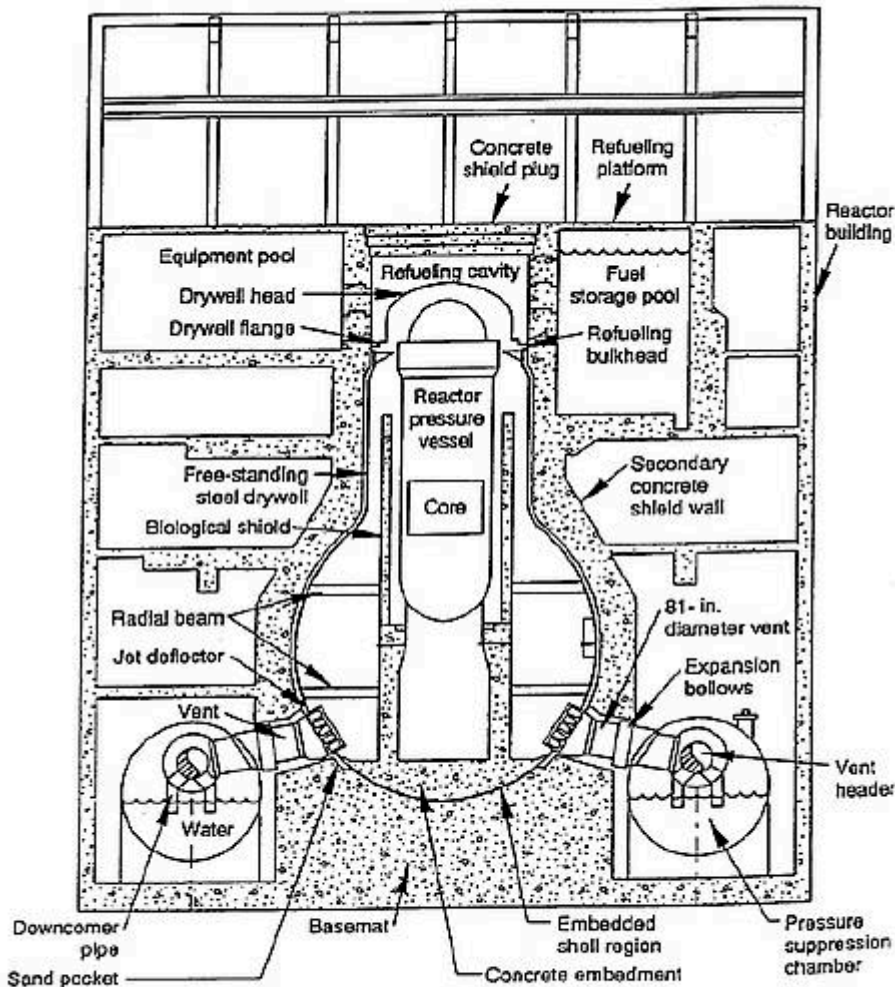 Concrete
shield plug
Refueling
platform
Reactor
building
Equipment pool
Refueling cavity
Fuel
storage pool
Drywell head
Drywell flange
Refueling
bulkhead
Reactor
pressure
vessel
Free-standing
steel drywell
Secondary
concrete
shield wall
Core
Biological shield
81- in.
diameter vent
Radial beam
Jet deflector
Expansion
bellows
Vent
Vent
header
Water
Downcomer
pipe
Basemat
Embedded
shell region
Pressure
suppression
chamber
Sand pocket
Concrete embedment